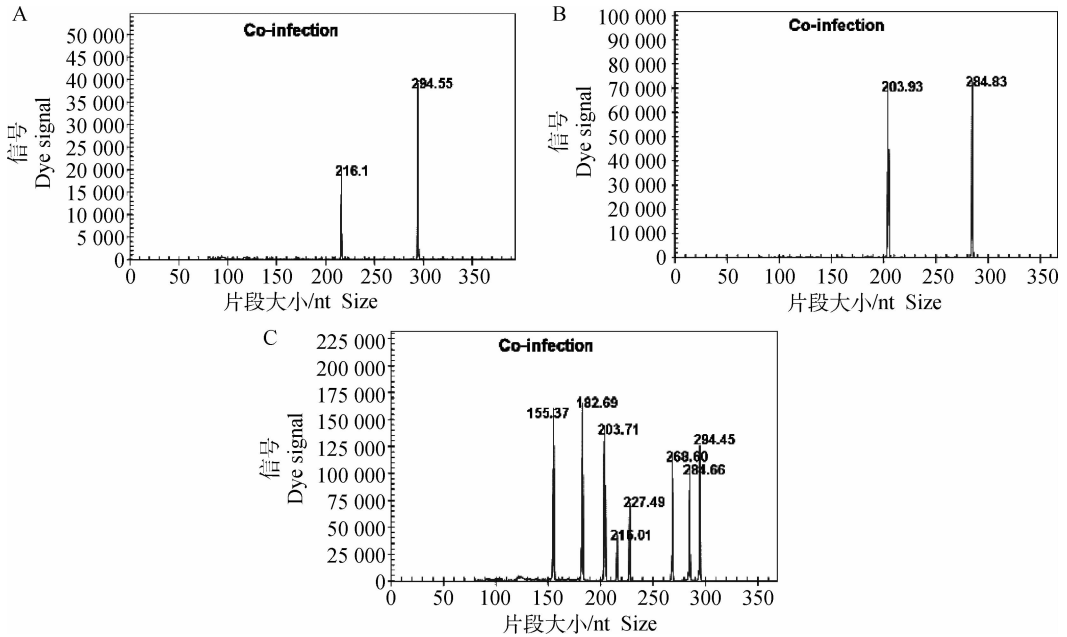 A
Co-infection
50 000
45 000
40 000
35 000
30 000
25 000
20 000
15 000
10 000
5 000
0
信号
Dye signal
294.55
216.1
0 50 100 150 200 250 300 350
片段大小/nt Size
B
Co-infection
100 000
90 000
80 000
70 000
60 000
50 000
40 000
30 000
20 000
10 000
0
信号
Dye signal
203.93
284.83
0 50 100 150 200 250 300 350
片段大小/nt Size
C
Co-infection
225 000
200 000
175 000
150 000
125 000
100 000
75 000
50 000
25 000
0
信号
Dye signal
155.37
182.69
203.71
216.01
227.49
268.60
284.66
294.45
0 50 100 150 200 250 300 350
片段大小/nt Size